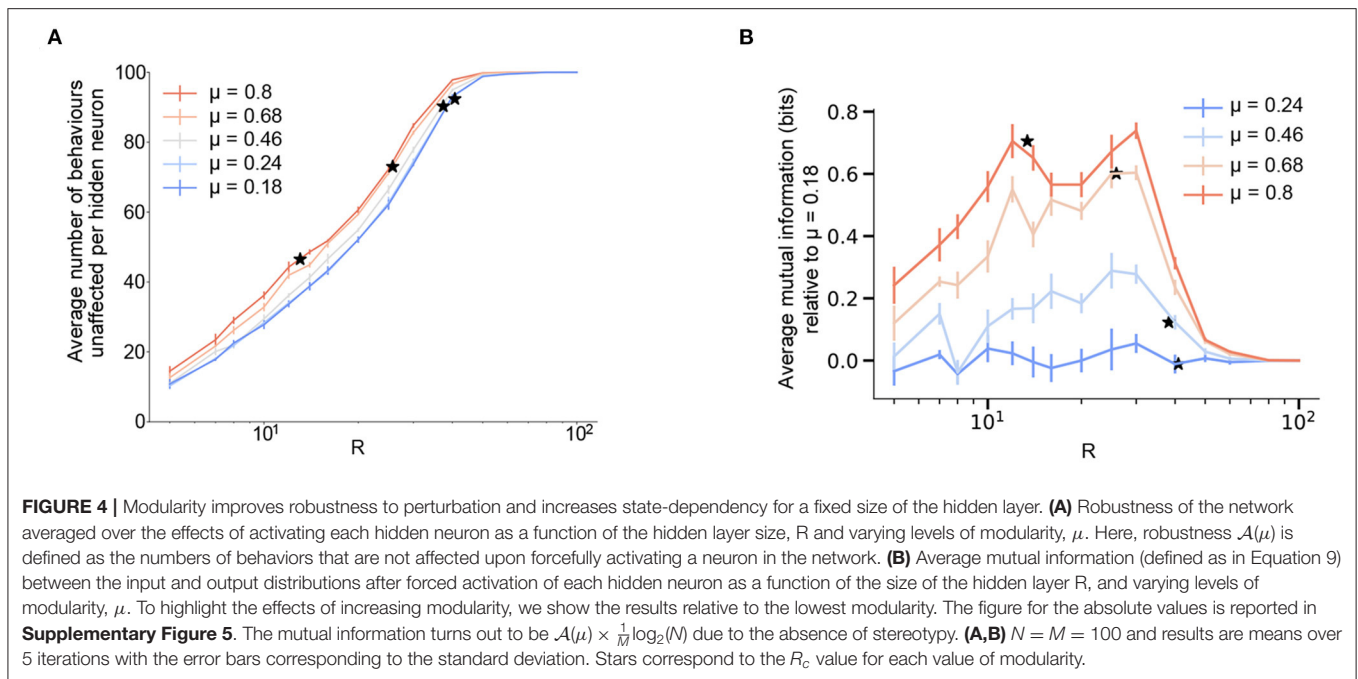 A
Average number of behaviours
unaffected per hidden neuron
100
80
60
40
20
0
μ = 0.8
μ = 0.68
μ = 0.46
μ = 0.24
μ = 0.18
10¹
10²
R
B
Average mutual information (bits)
relative to μ = 0.18
0.8
0.6
0.4
0.2
0.0
μ = 0.24
μ = 0.46
μ = 0.68
μ = 0.8
10¹
10²
R
FIGURE 4 | Modularity improves robustness to perturbation and increases state-dependency for a fixed size of the hidden layer. (A) Robustness of the network
averaged over the effects of activating each hidden neuron as a function of the hidden layer size, R and varying levels of modularity, μ. Here, robustness 𝒜(μ) is
defined as the numbers of behaviors that are not affected upon forcefully activating a neuron in the network. (B) Average mutual information (defined as in Equation 9)
between the input and output distributions after forced activation of each hidden neuron as a function of the size of the hidden layer R, and varying levels of
modularity, μ. To highlight the effects of increasing modularity, we show the results relative to the lowest modularity. The figure for the absolute values is reported in
Supplementary Figure 5. The mutual information turns out to be 𝒜(μ) × 1/M log₂(N) due to the absence of stereotypy. (A,B) N = M = 100 and results are means over
5 iterations with the error bars corresponding to the standard deviation. Stars correspond to the R_c value for each value of modularity.